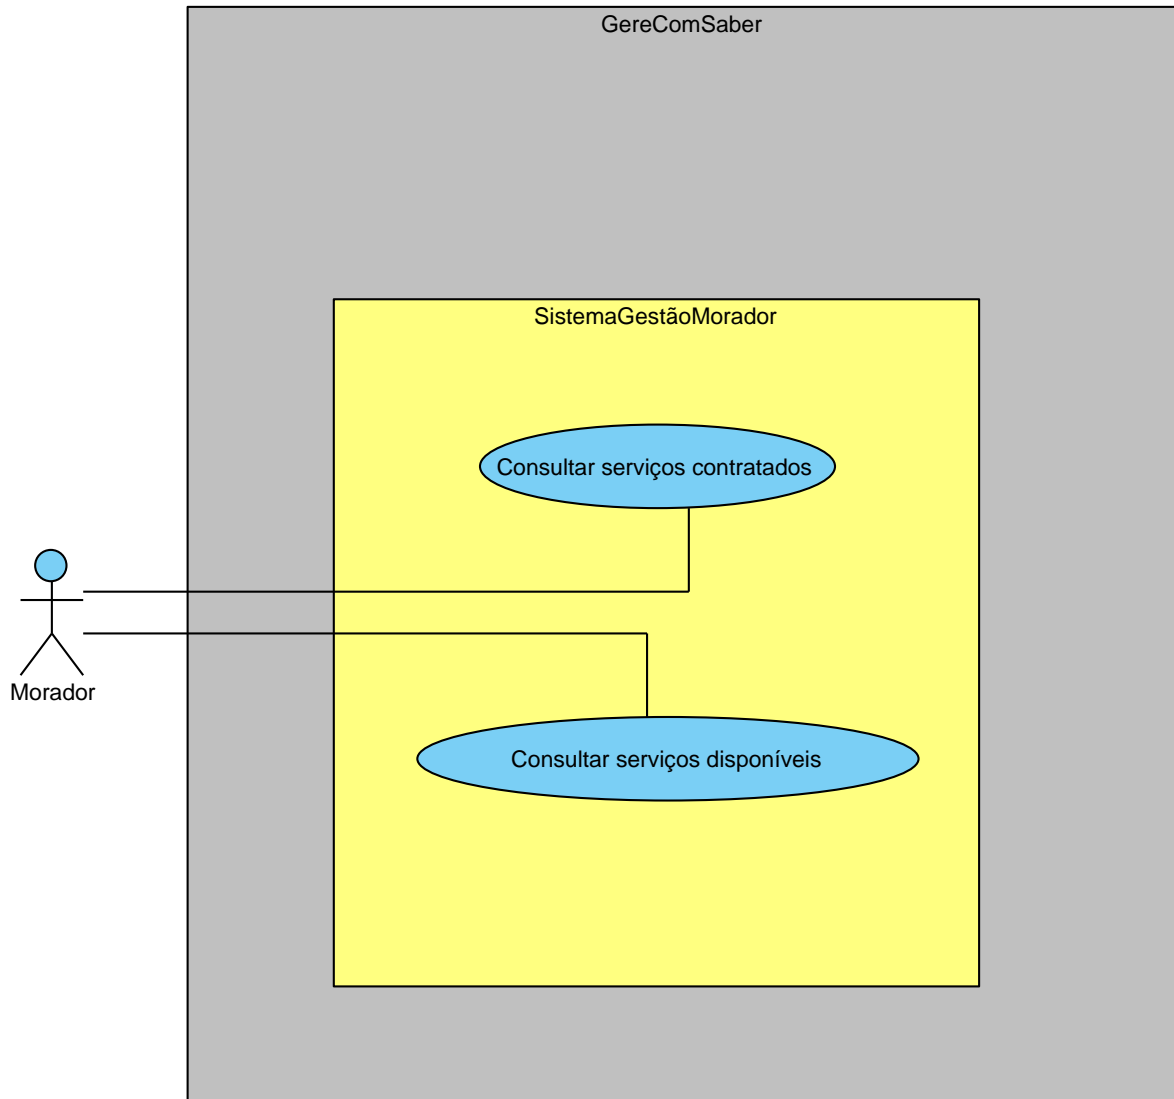 GereComSaber
SistemaGestãoMorador
Consultar serviços contratados
Morador
Consultar serviços disponíveis